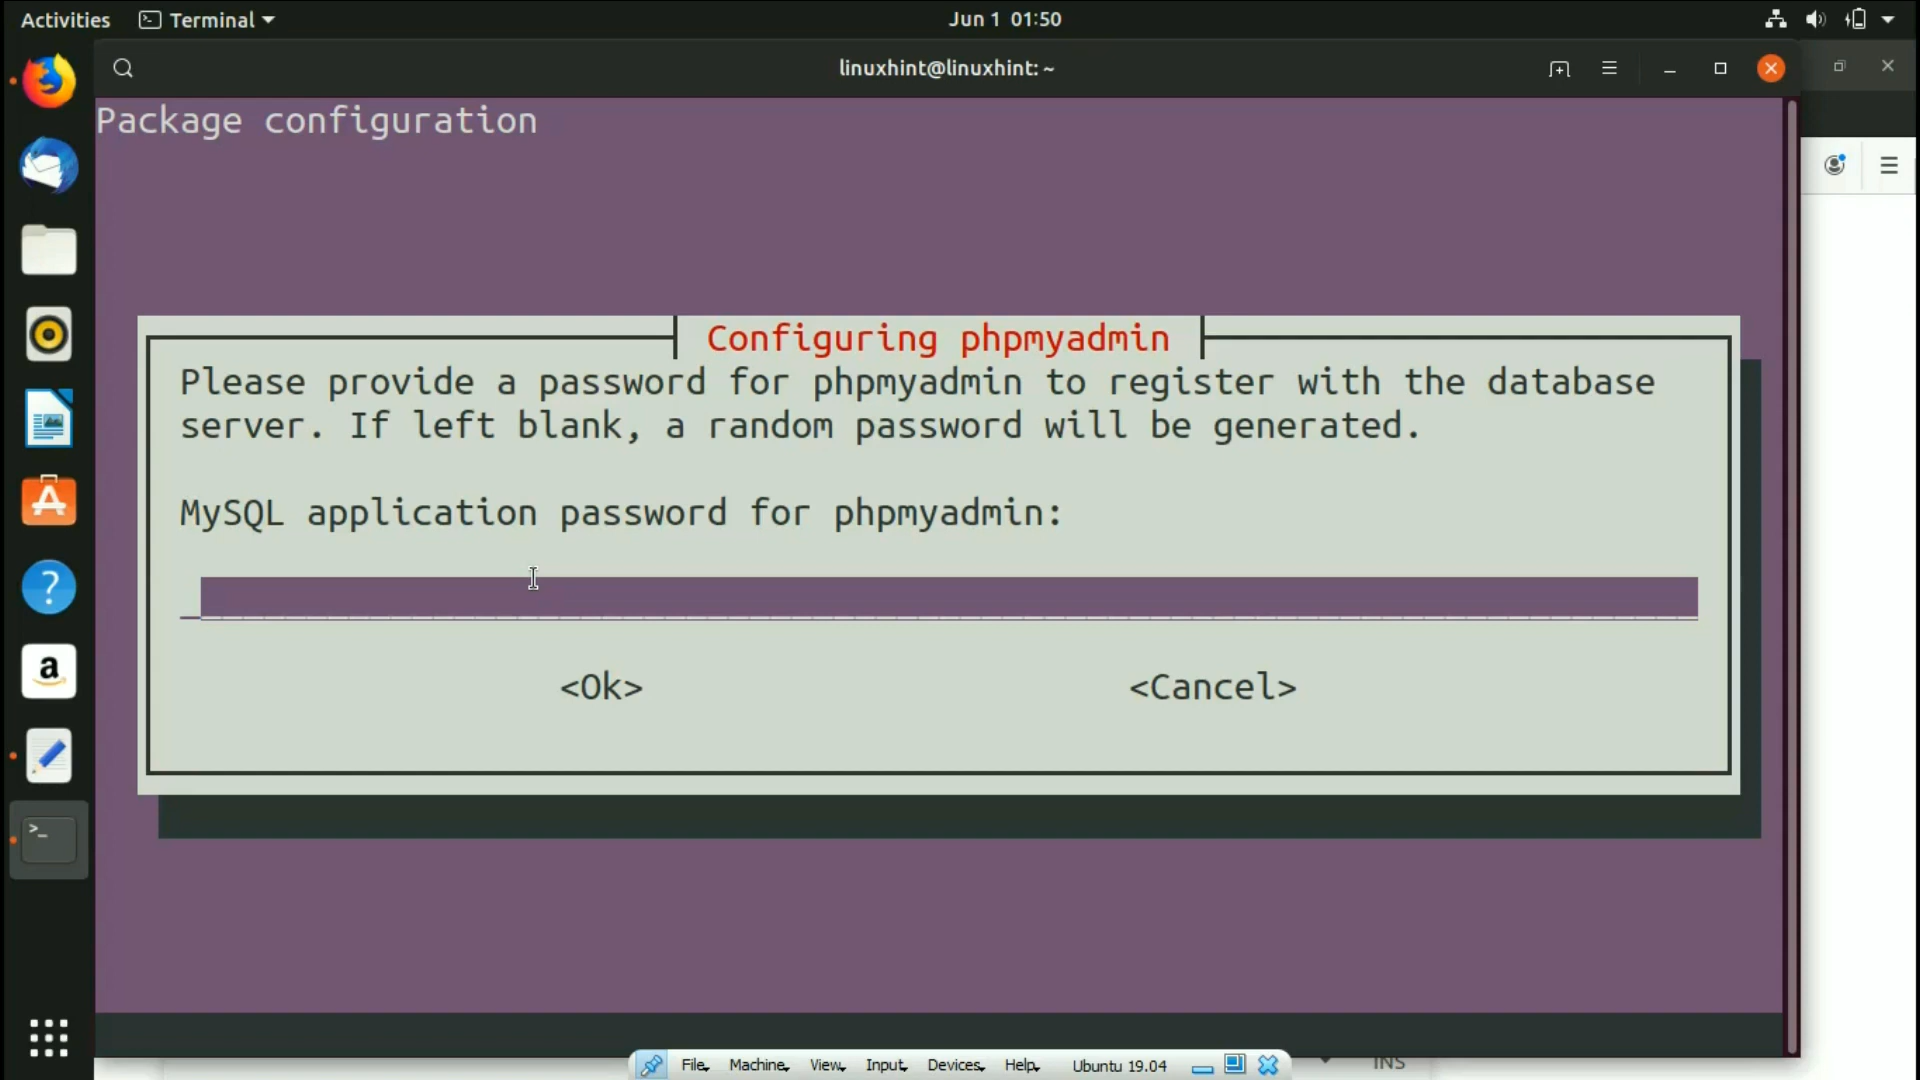 Activities Terminal Jun 1 01:50
linuxhint@linuxhint: ~
Package configuration
Configuring phpmyadmin
Please provide a password for phpmyadmin to register with the database
server. If left blank, a random password will be generated.
MySQL application password for phpmyadmin:
<Ok> <Cancel>
File Machine View Input Devices Help Ubuntu 19.04
INS